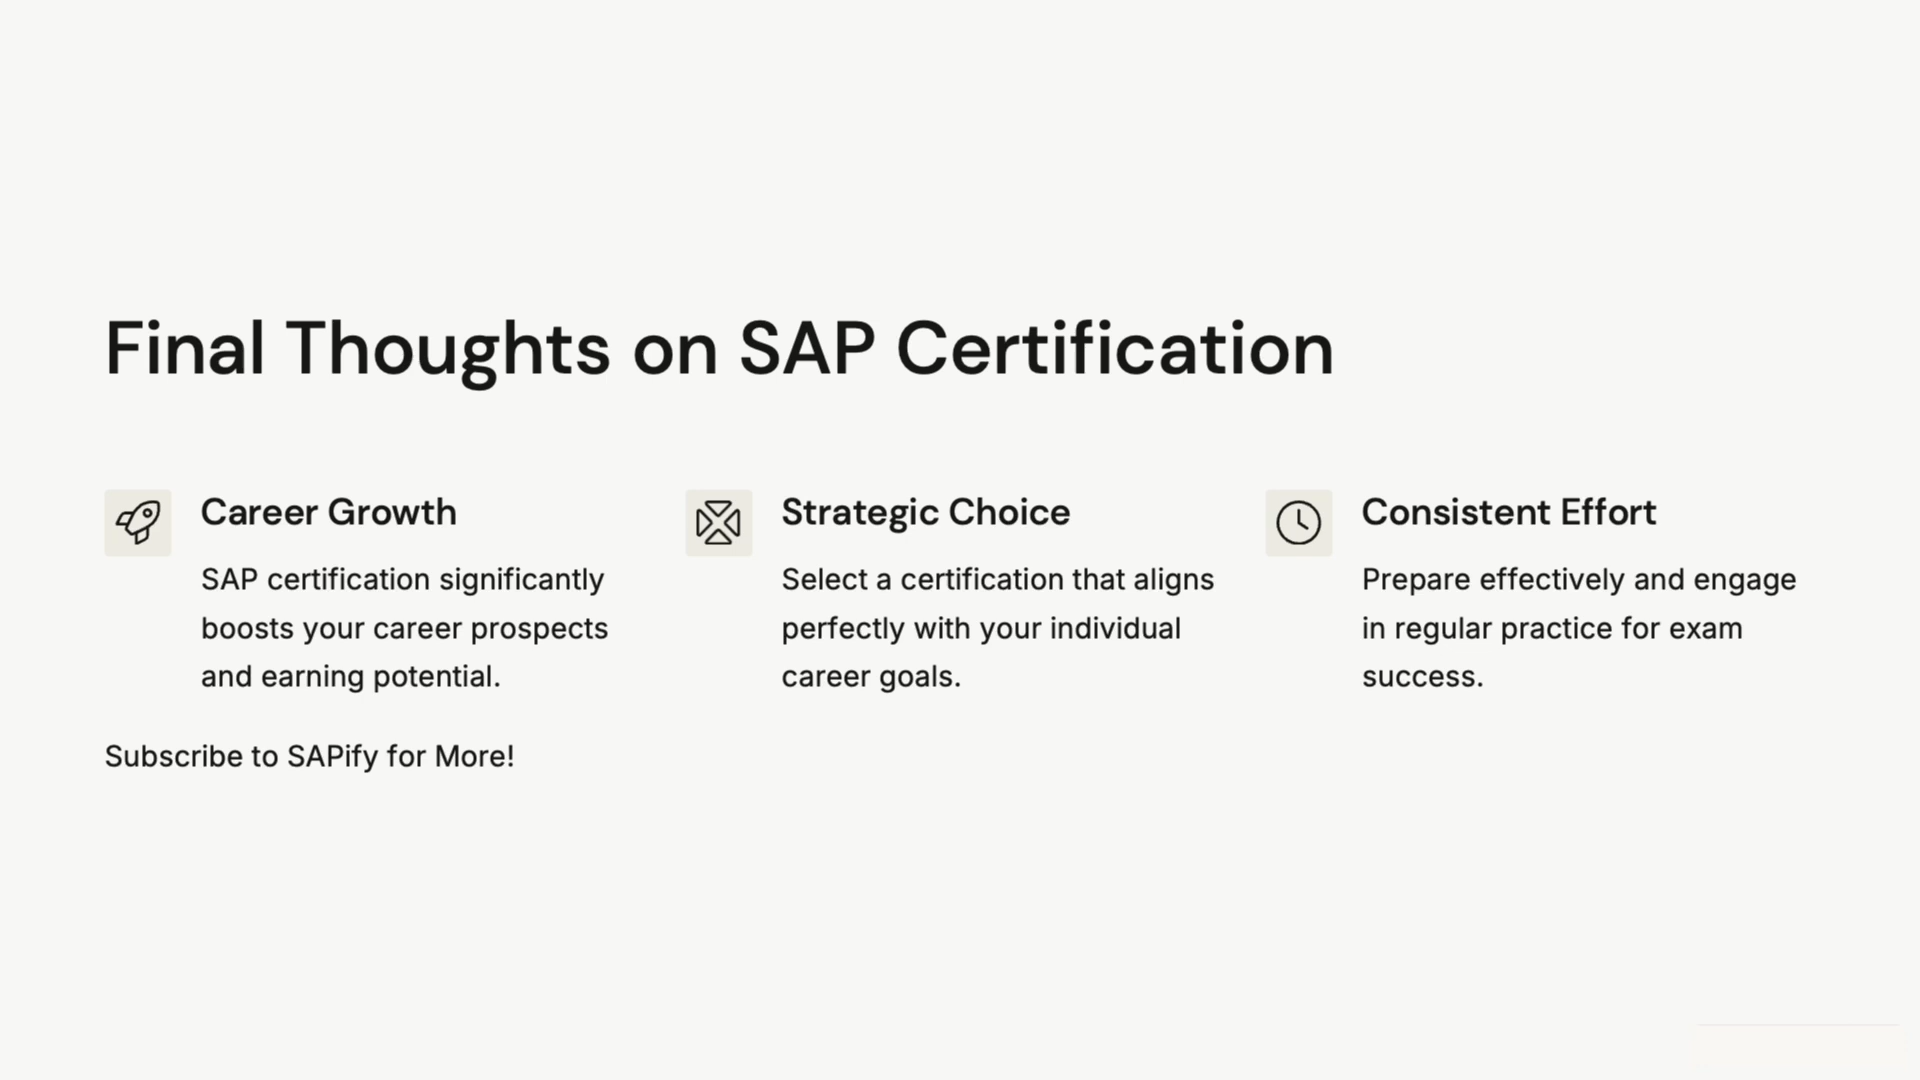 Final Thoughts on SAP Certification
Career Growth
SAP certification significantly
boosts your career prospects
and earning potential.
Strategic Choice
Select a certification that aligns
perfectly with your individual
career goals.
Consistent Effort
Prepare effectively and engage
in regular practice for exam
success.
Subscribe to SAPify for More!